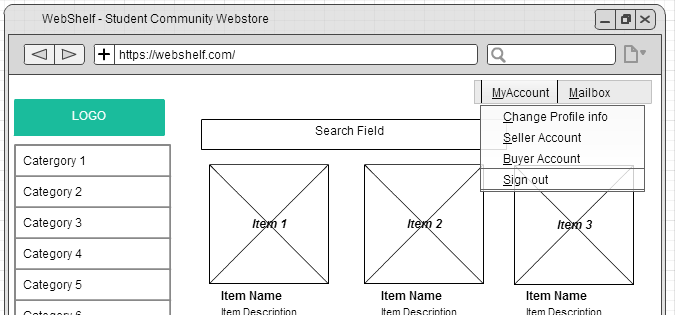 WebShelf - Student Community Webstore
https://webshelf.com/
MyAccount Mailbox
LOGO
Change Profile info
Search Field
Seller Account
Catergory 1
Buyer Account
Category 2
Sign out
Category 3
Item 1 Item 2 Item 3
Category 4
Category 5
Item Name Item Name Item Name
Category 6
Item Description Item Description Item Description